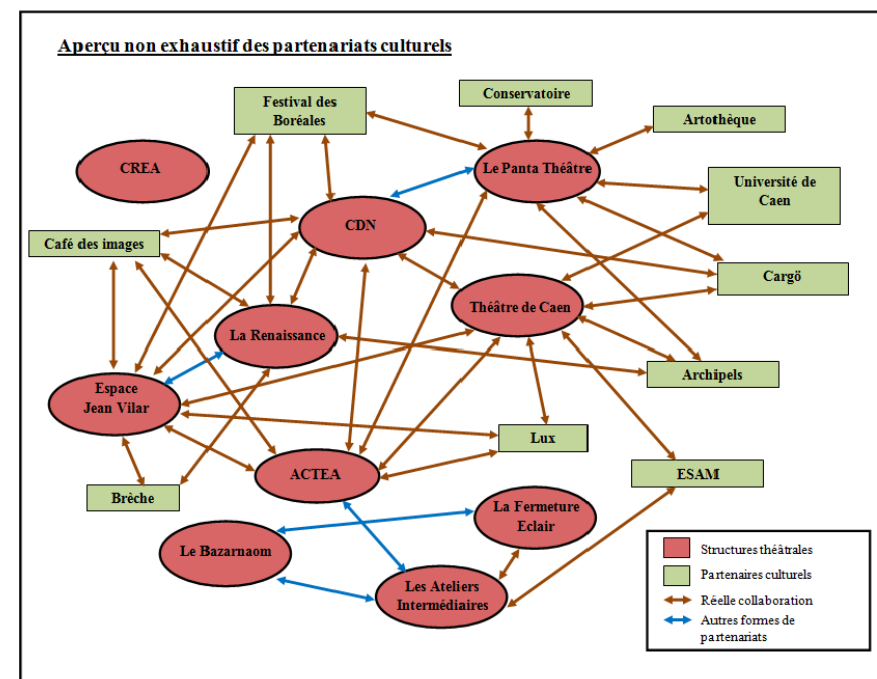 Aperçu non exhaustif des partenariats culturels
Festival des
Boréales
Conservatoire
Artothèque
CREA
Le Panta Théâtre
Université de
Caen
CDN
Café des images
Cargö
Théâtre de Caen
La Renaissance
Archipels
Espace
Jean Vilar
Lux
ACTEA
ESAM
Brèche
La Fermeture
Eclair
Le Bazarnaom
Les Ateliers
Intermédiaires
Structures théâtrales
Partenaires culturels
Réelle collaboration
Autres formes de
partenariats